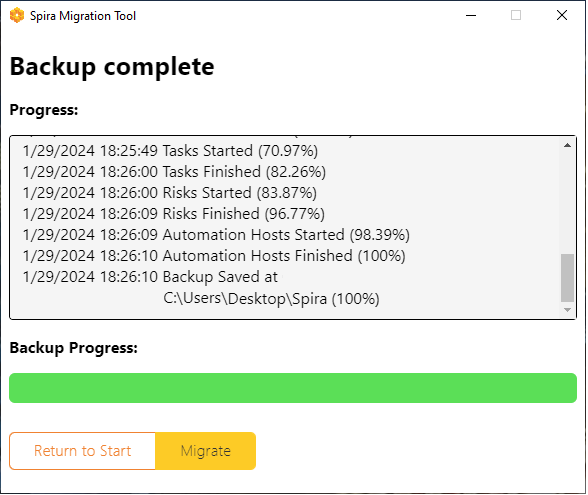 Spira Migration Tool
Backup complete
Progress:
1/29/2024 18:25:49 Tasks Started (70.97%)
1/29/2024 18:26:00 Tasks Finished (82.26%)
1/29/2024 18:26:00 Risks Started (83.87%)
1/29/2024 18:26:09 Risks Finished (96.77%)
1/29/2024 18:26:09 Automation Hosts Started (98.39%)
1/29/2024 18:26:10 Automation Hosts Finished (100%)
1/29/2024 18:26:10 Backup Saved at
C:\Users\Desktop\Spira (100%)
Backup Progress:
Return to Start Migrate